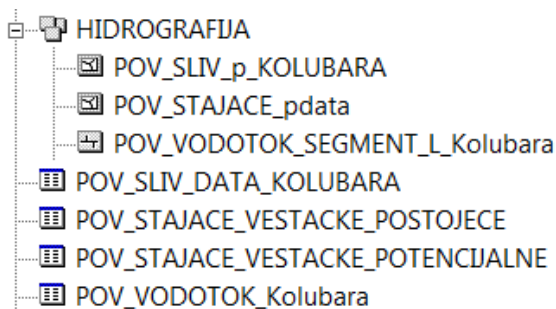 HIDROGRAFIJA
POV_SLIV_p_KOLUBARA
POV_STAJACE_pdata
POV_VODOTOK_SEGMENT_L_Kolubara
POV_SLIV_DATA_KOLUBARA
POV_STAJACE_VESTACKE_POSTOJECE
POV_STAJACE_VESTACKE_POTENCIJALNE
POV_VODOTOK_Kolubara